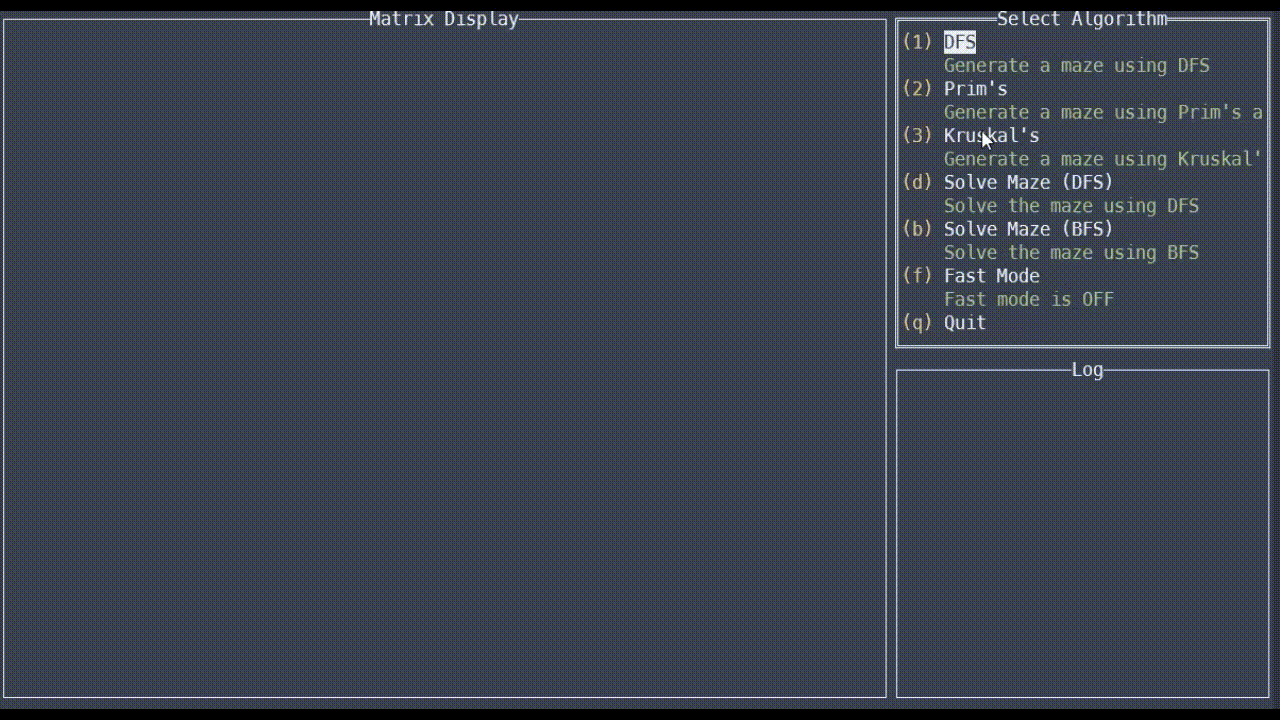 Matrix Display
Select Algorithm
(1) DFS
Generate a maze using DFS
(2) Prim's
Generate a maze using Prim's a
(3) Kruskal's
Generate a maze using Kruskal'
(d) Solve Maze (DFS)
Solve the maze using DFS
(b) Solve Maze (BFS)
Solve the maze using BFS
(f) Fast Mode
Fast mode is OFF
(q) Quit
Log